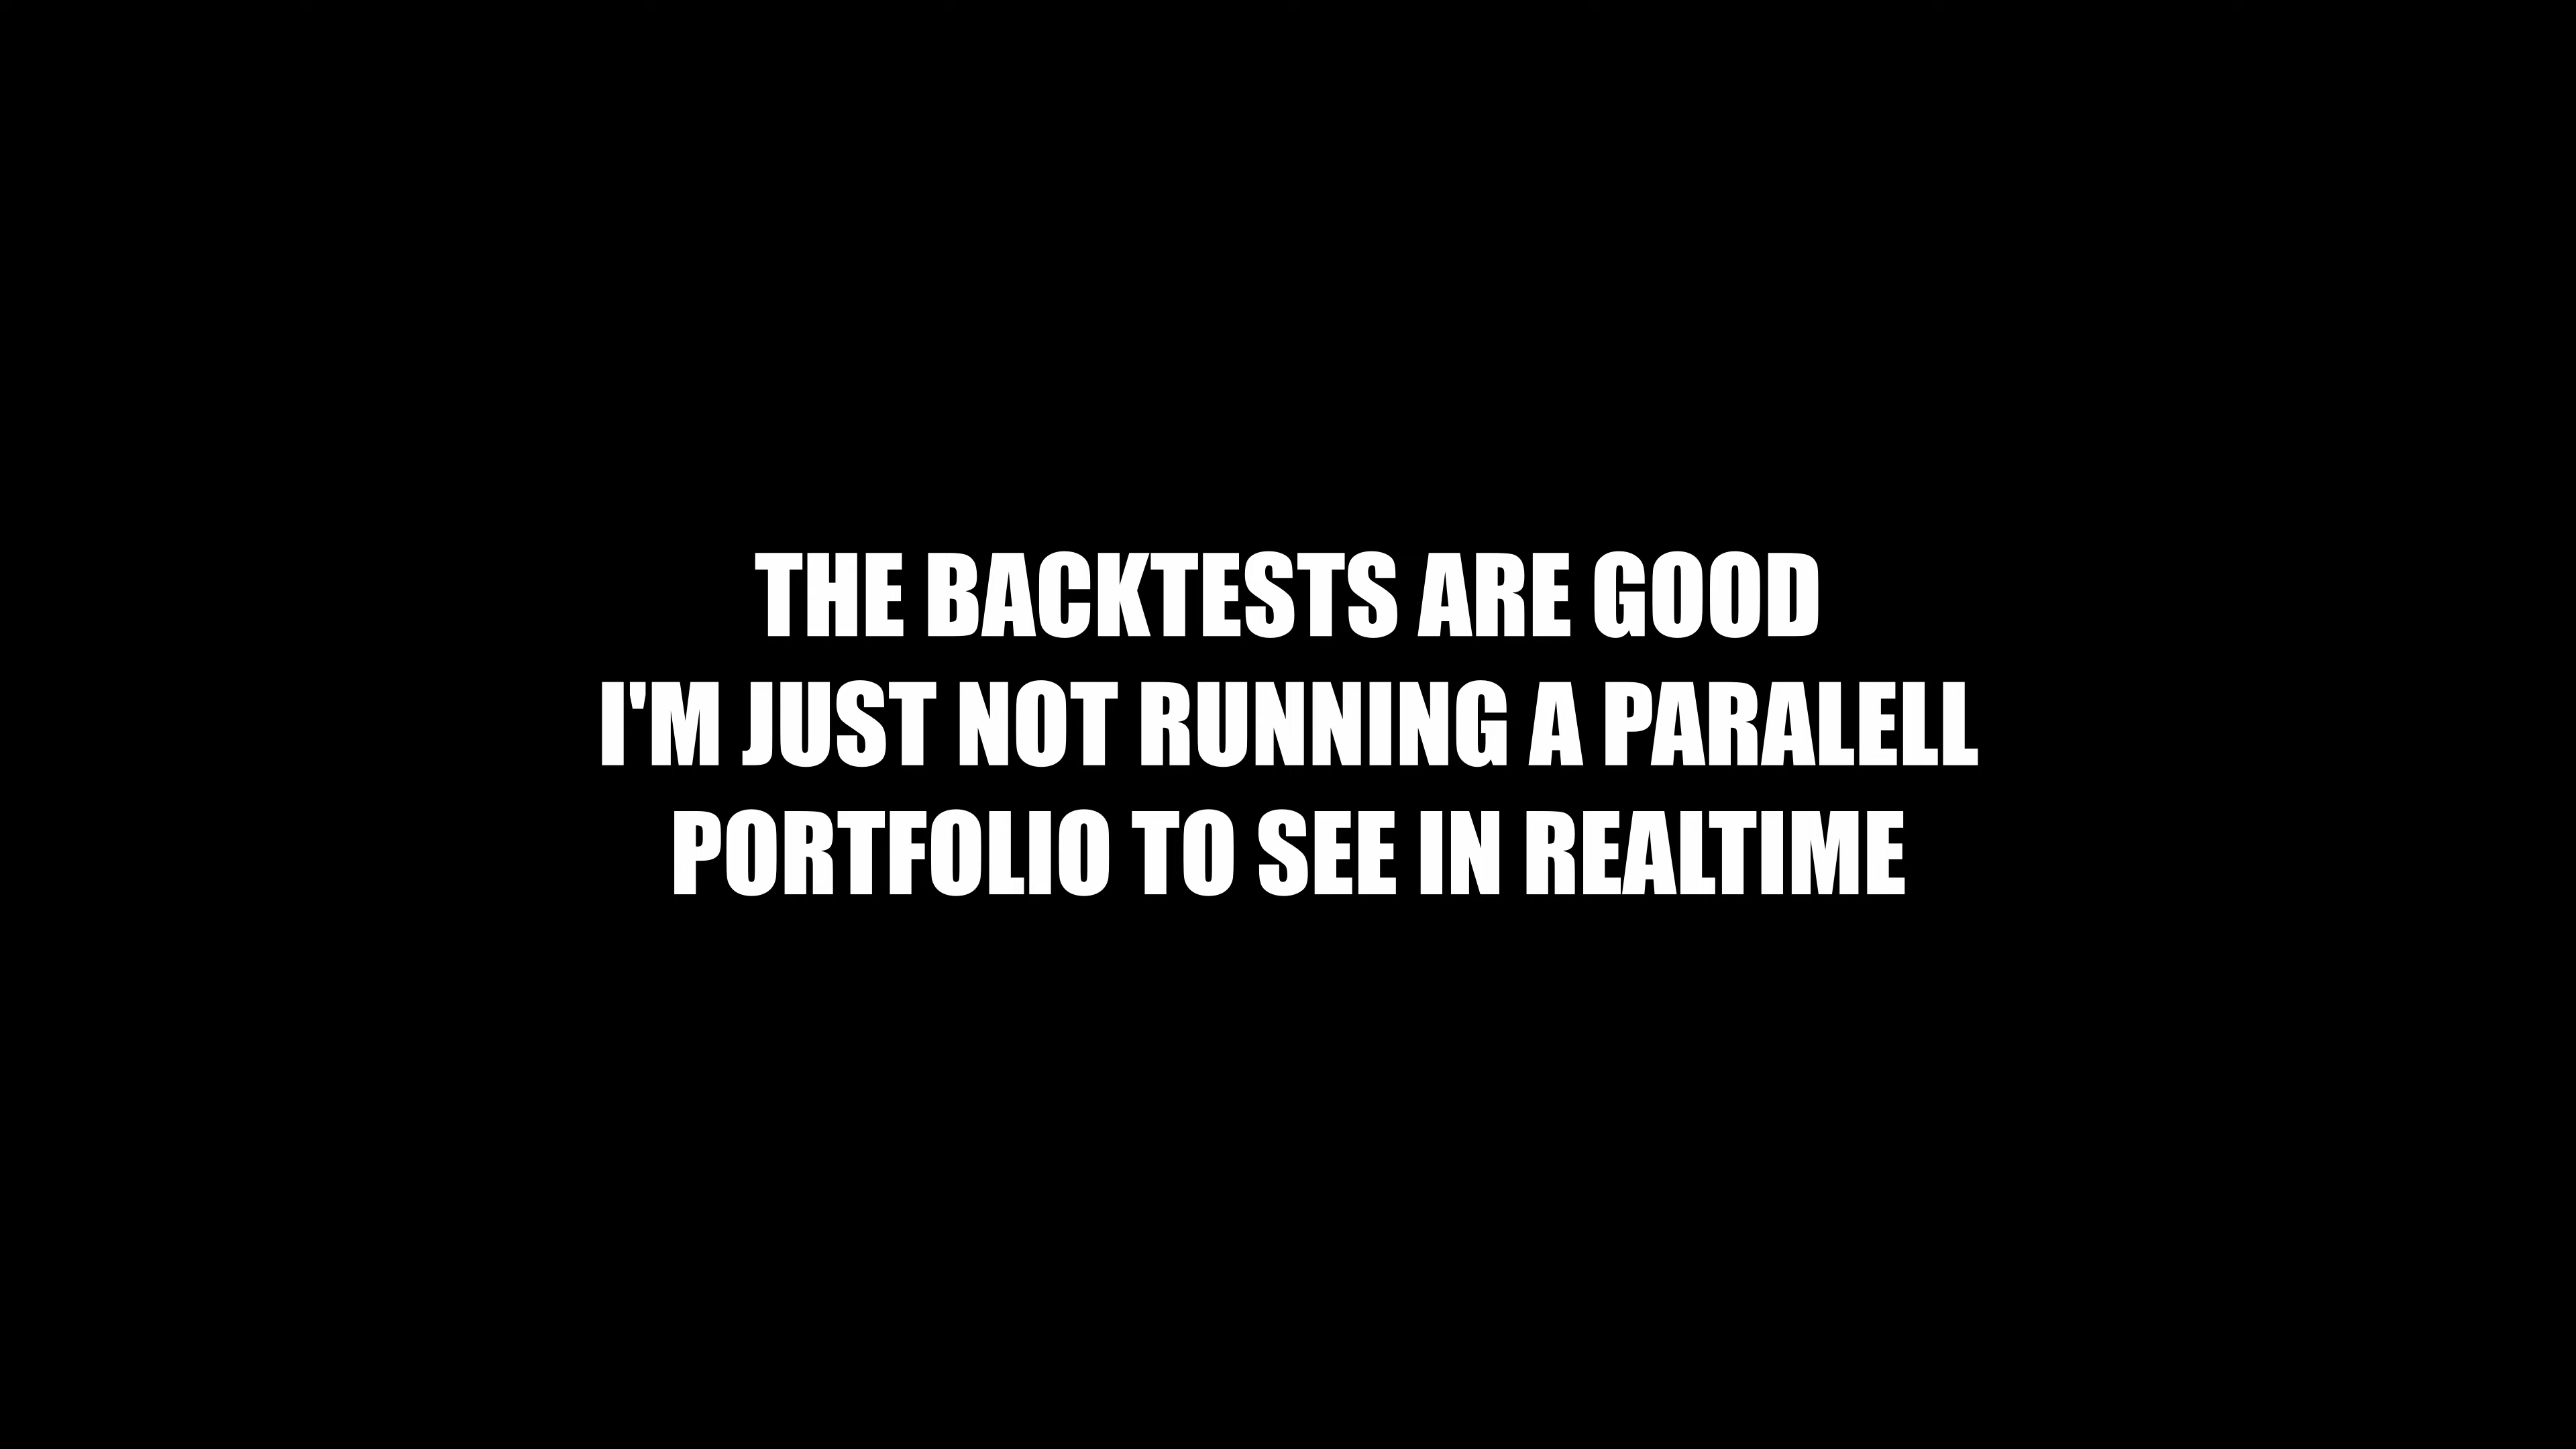 THE BACKTESTS ARE GOOD
I'M JUST NOT RUNNING A PARALELL
PORTFOLIO TO SEE IN REALTIME